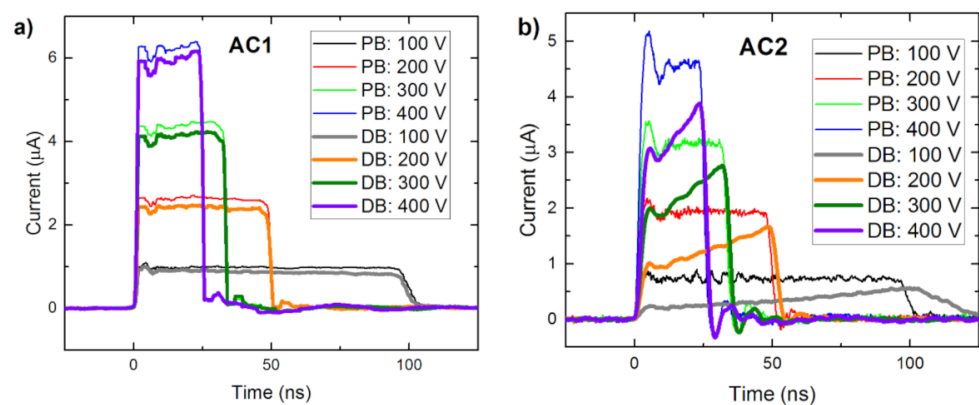 a)
AC1
PB: 100 V
PB: 200 V
PB: 300 V
PB: 400 V
DB: 100 V
DB: 200 V
DB: 300 V
DB: 400 V
Current (μA)
6
4
2
0
0
50
100
Time (ns)
b)
AC2
PB: 100 V
PB: 200 V
PB: 300 V
PB: 400 V
DB: 100 V
DB: 200 V
DB: 300 V
DB: 400 V
Current (μA)
5
4
3
2
1
0
0
50
100
Time (ns)